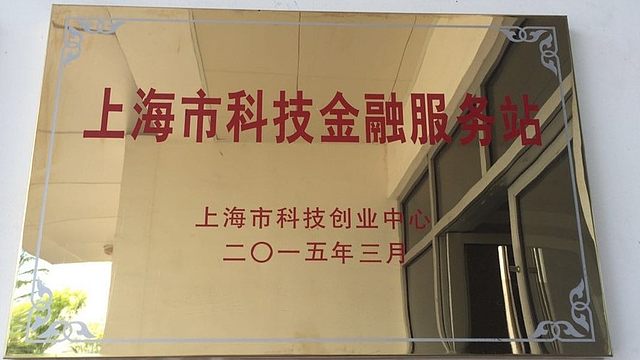 上海市科技金融服务站
上海市科技创业中心
二〇一五年三月